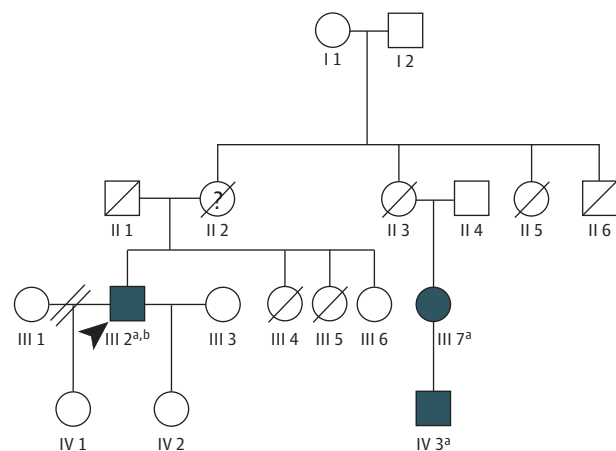 I 1 I 2
?
II 1 II 2 II 3 II 4 II 5 II 6
III 1 III 2a,b III 3 III 4 III 5 III 6 III 7a
IV 1 IV 2 IV 3a